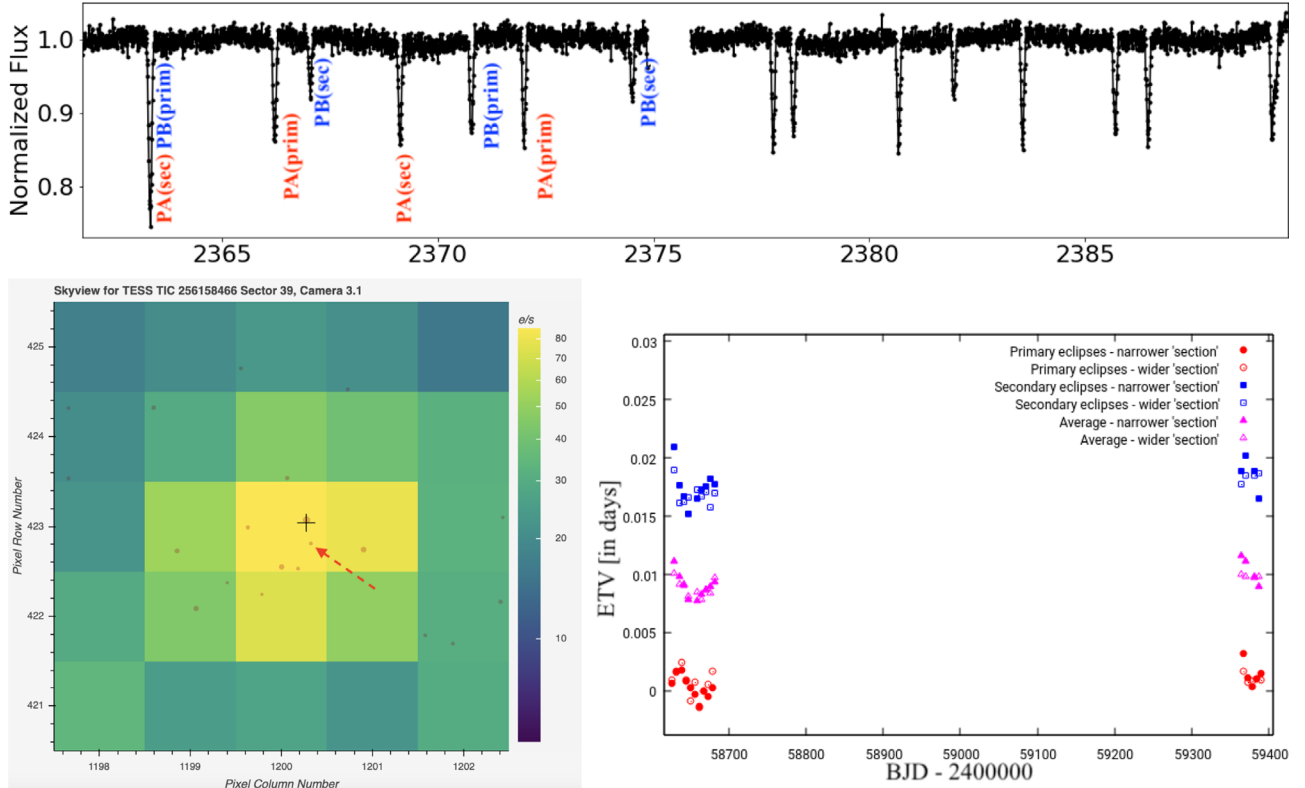 Normalized Flux
1.0
0.9
0.8
PA(sec) PB(prim)
PA(prim)
PB(sec)
PA(sec)
PB(prim)
PA(prim)
PB(sec)
2365 2370 2375 2380 2385
Skyview for TESS TIC 256158466 Sector 39, Camera 3.1
e/s
80
70
60
50
40
30
20
10
Pixel Row Number
425
424
423
422
421
1198 1199 1200 1201 1202
Pixel Column Number
ETV [in days]
0.03
0.025
0.02
0.015
0.01
0.005
0
Primary eclipses - narrower 'section'
Primary eclipses - wider 'section'
Secondary eclipses - narrower 'section'
Secondary eclipses - wider 'section'
Average - narrower 'section'
Average - wider 'section'
58700 58800 58900 59000 59100 59200 59300 59400
BJD - 2400000